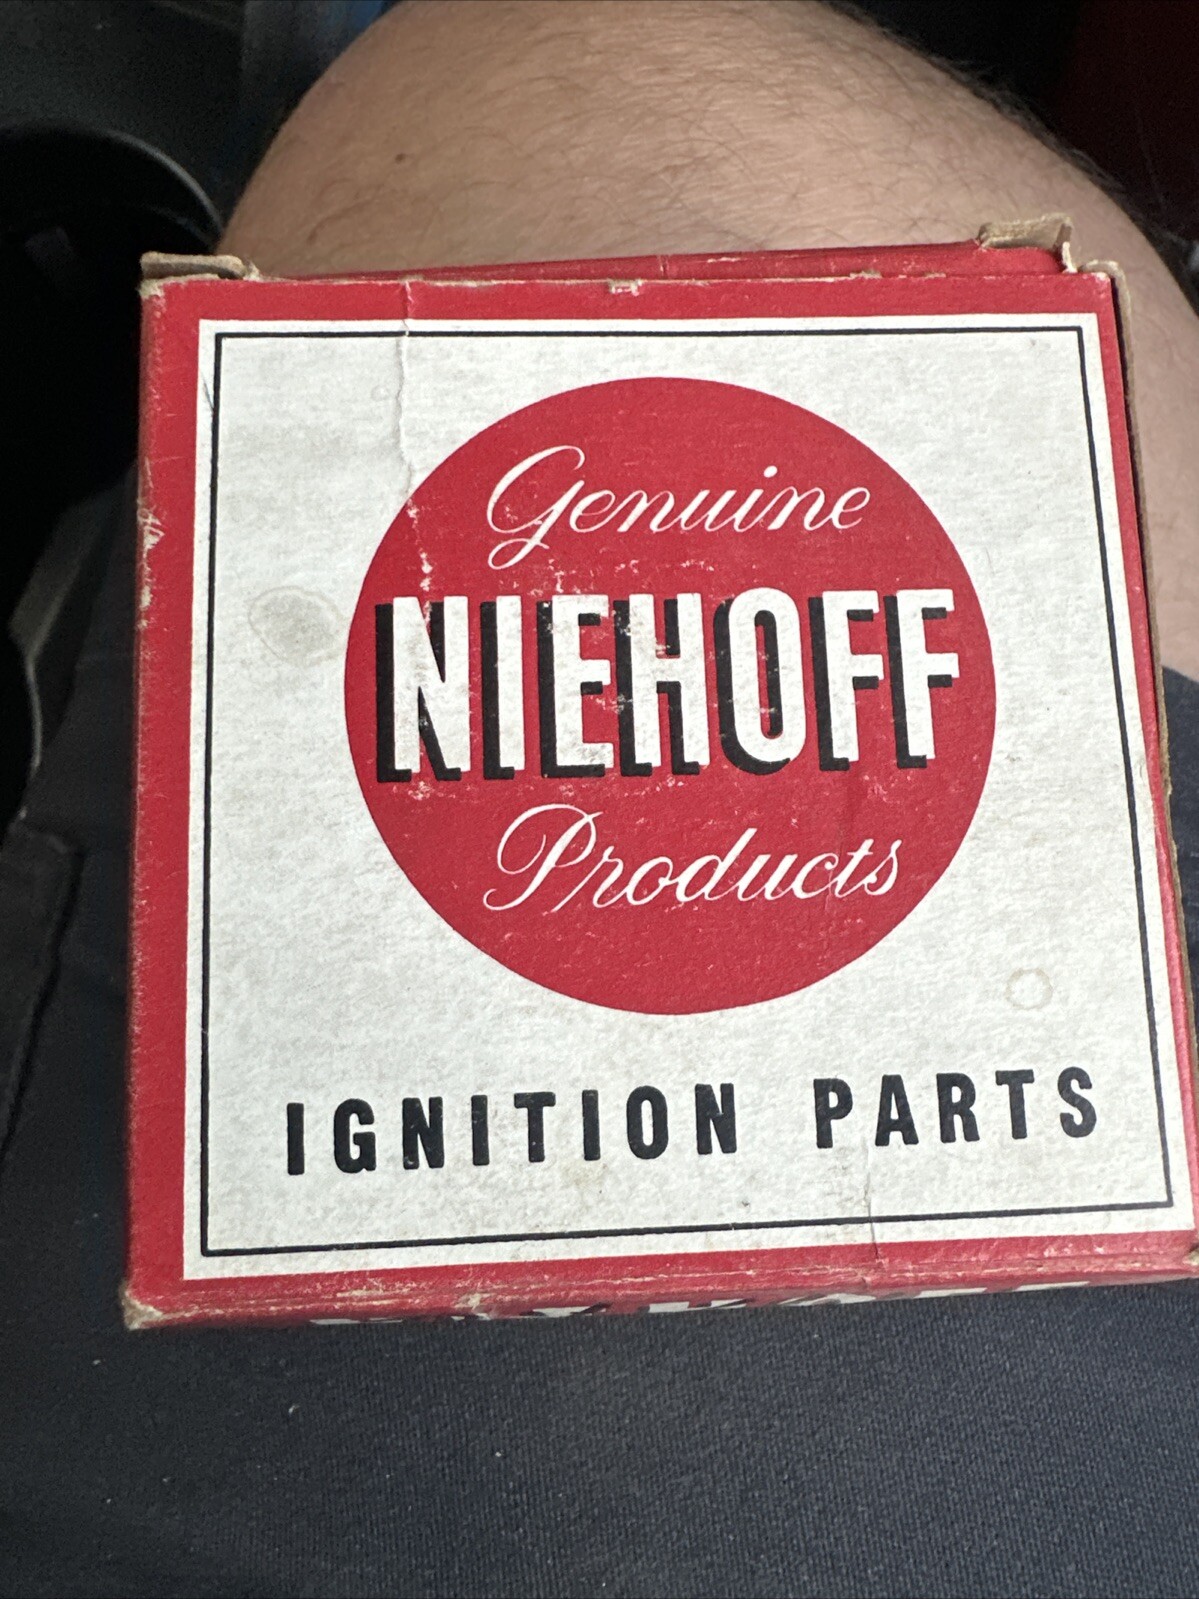 Genuine
NIEHOFF
Products
IGNITION PARTS